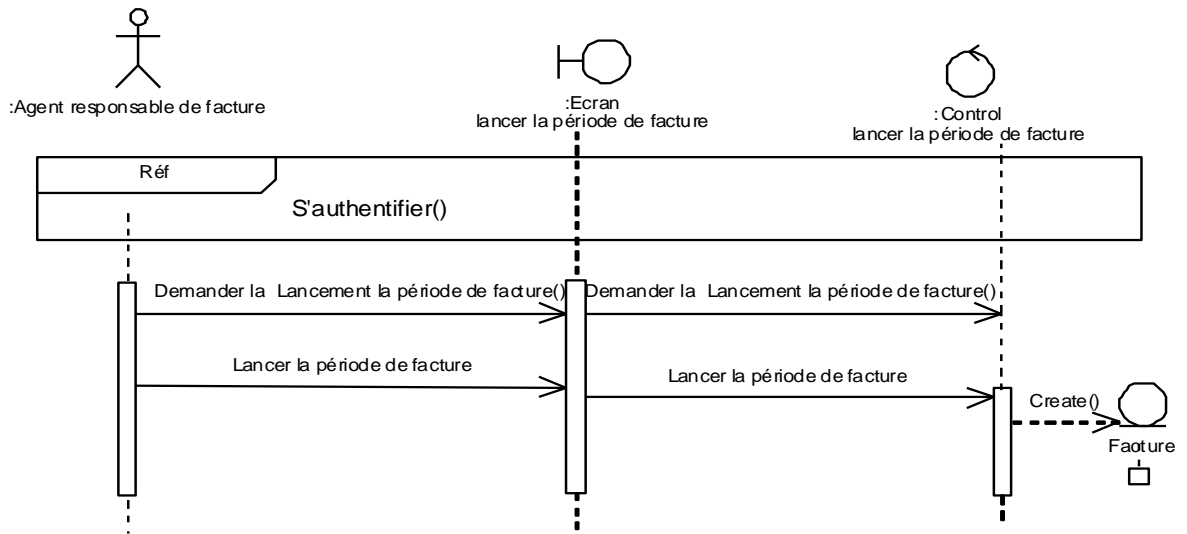 :Agent responsable de facture
:Ecran
lancer la période de facture
:Control
lancer la période de facture
Réf
S'authentifier()
Demander la Lancement la période de facture()
Demander la Lancement la période de facture()
Lancer la période de facture
Lancer la période de facture
Create()
Facture